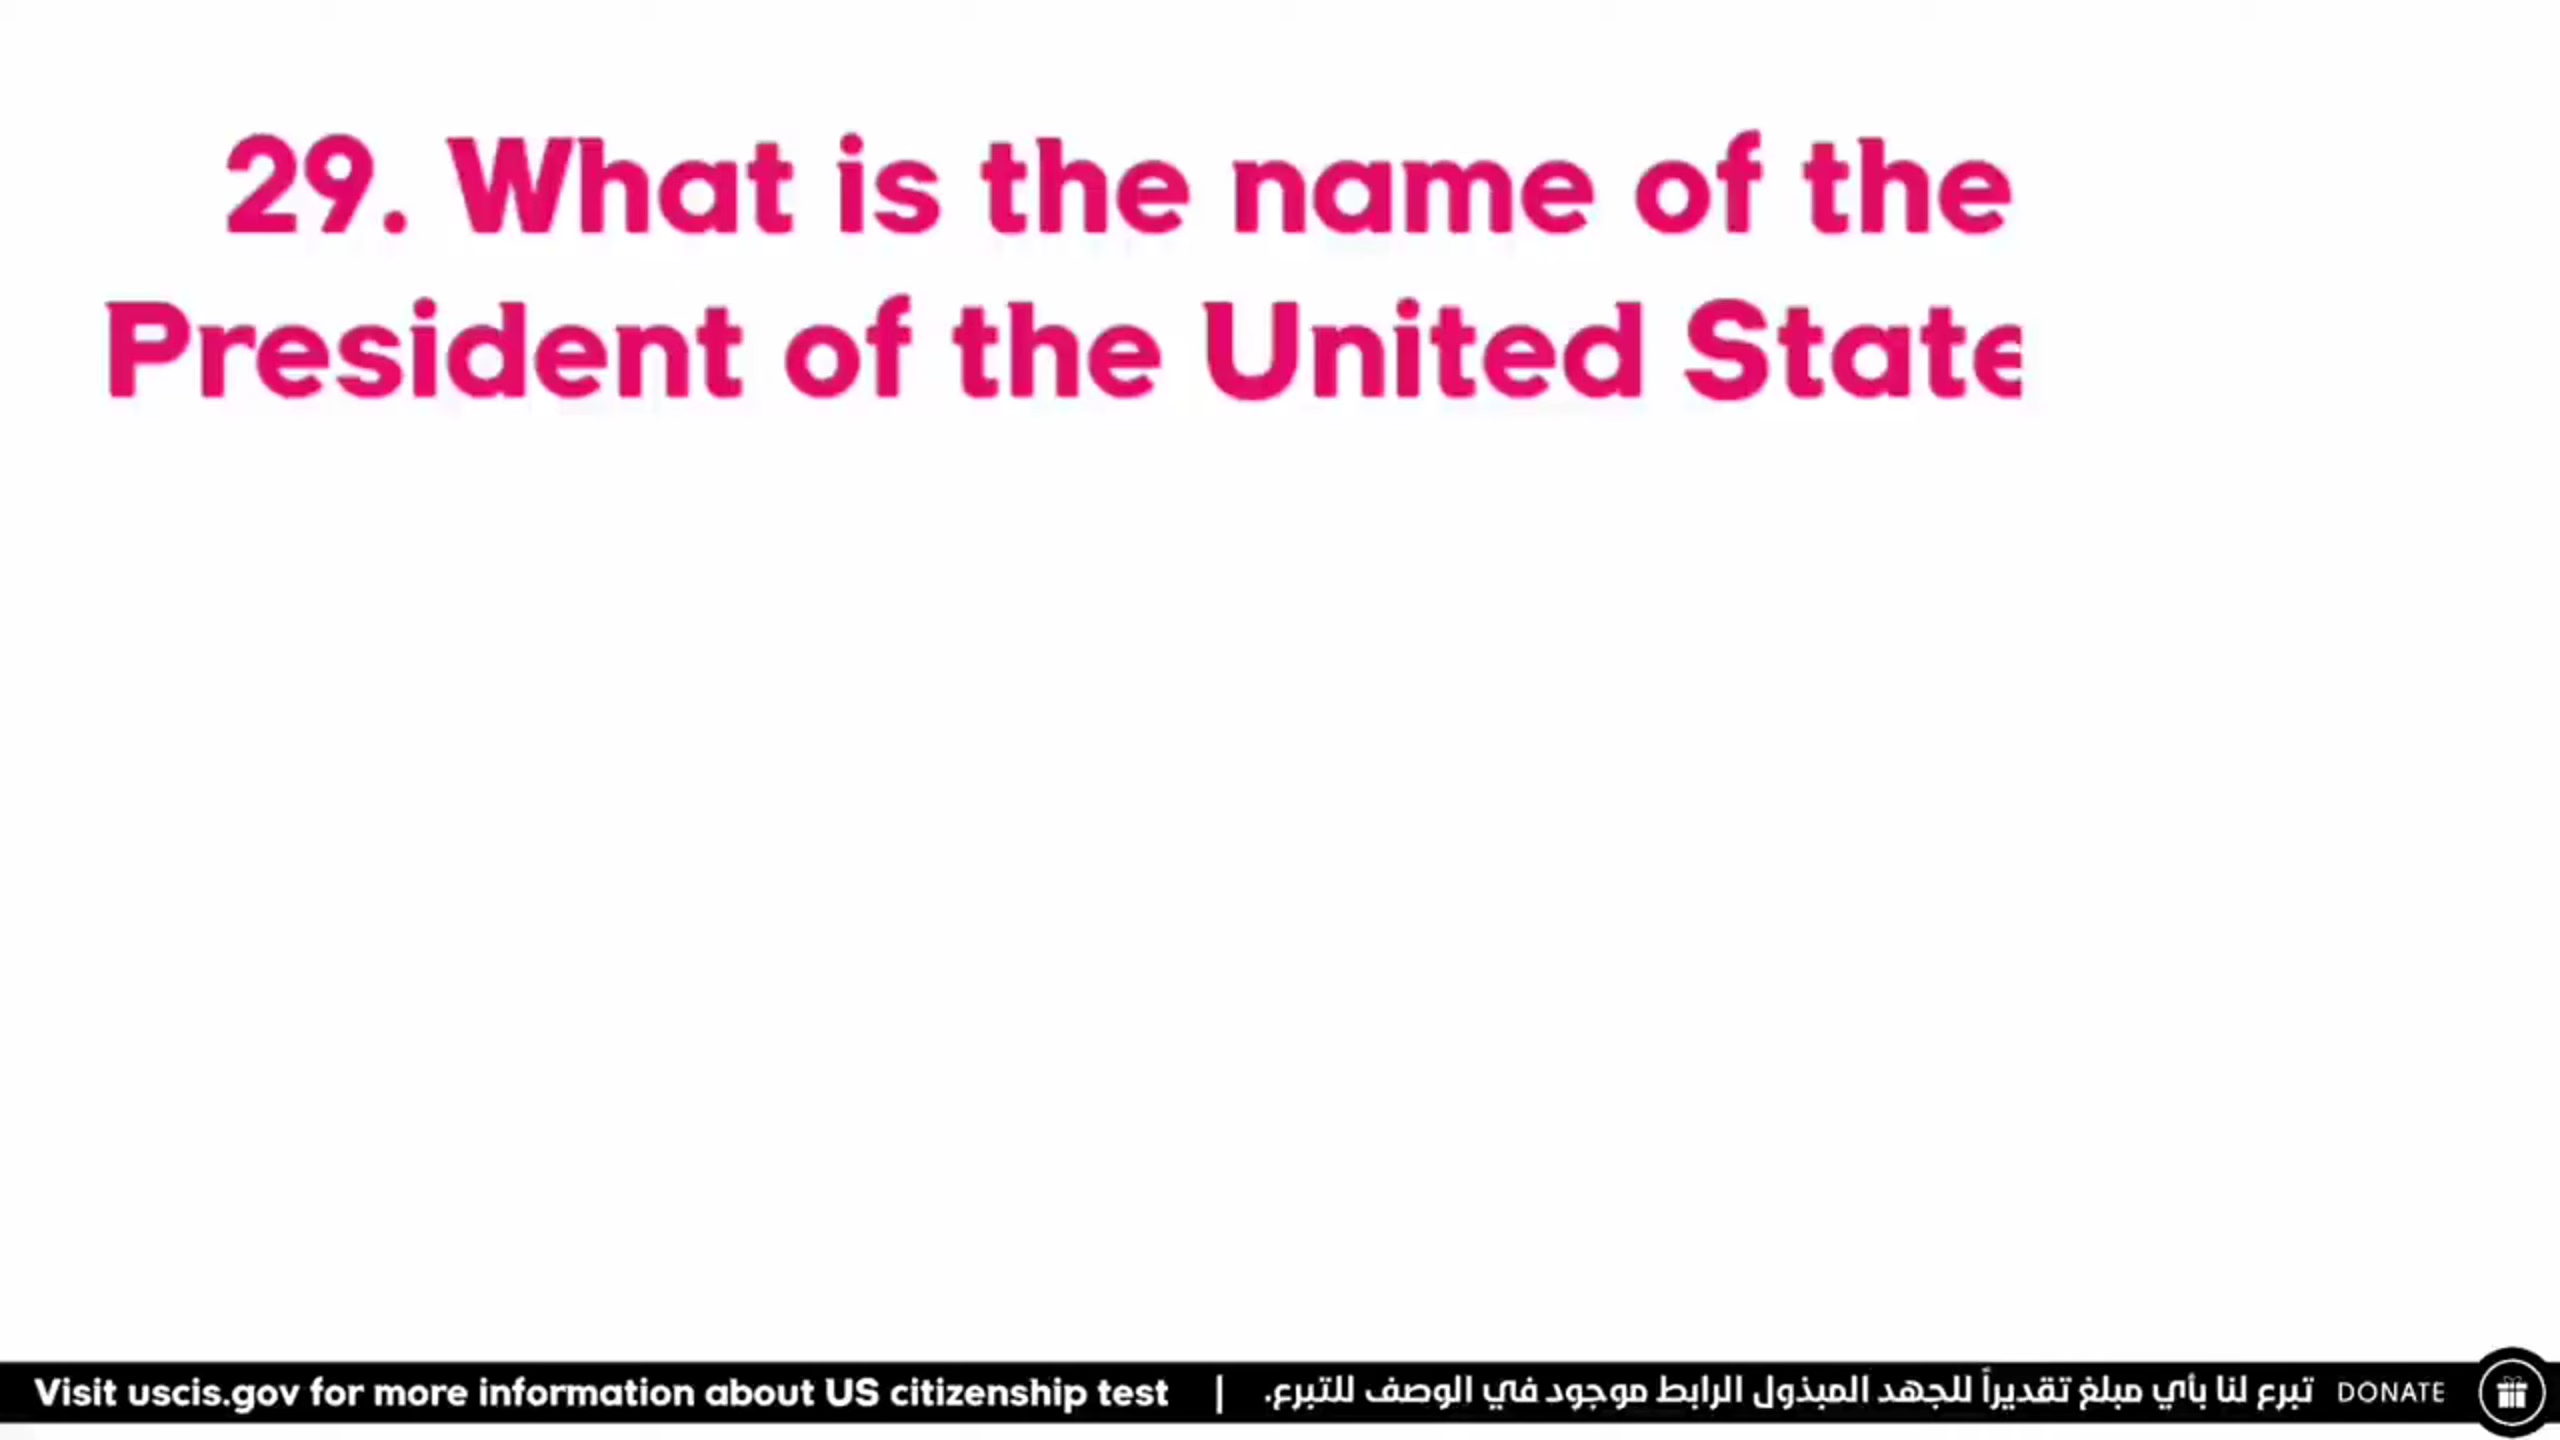 29. What is the name of the
President of the United State
Visit uscis.gov for more information about US citizenship test | تبرع لنا بأي مبلغ تقديراً للجهد المبذول الرابط موجود في الوصف للتبرع. DONATE